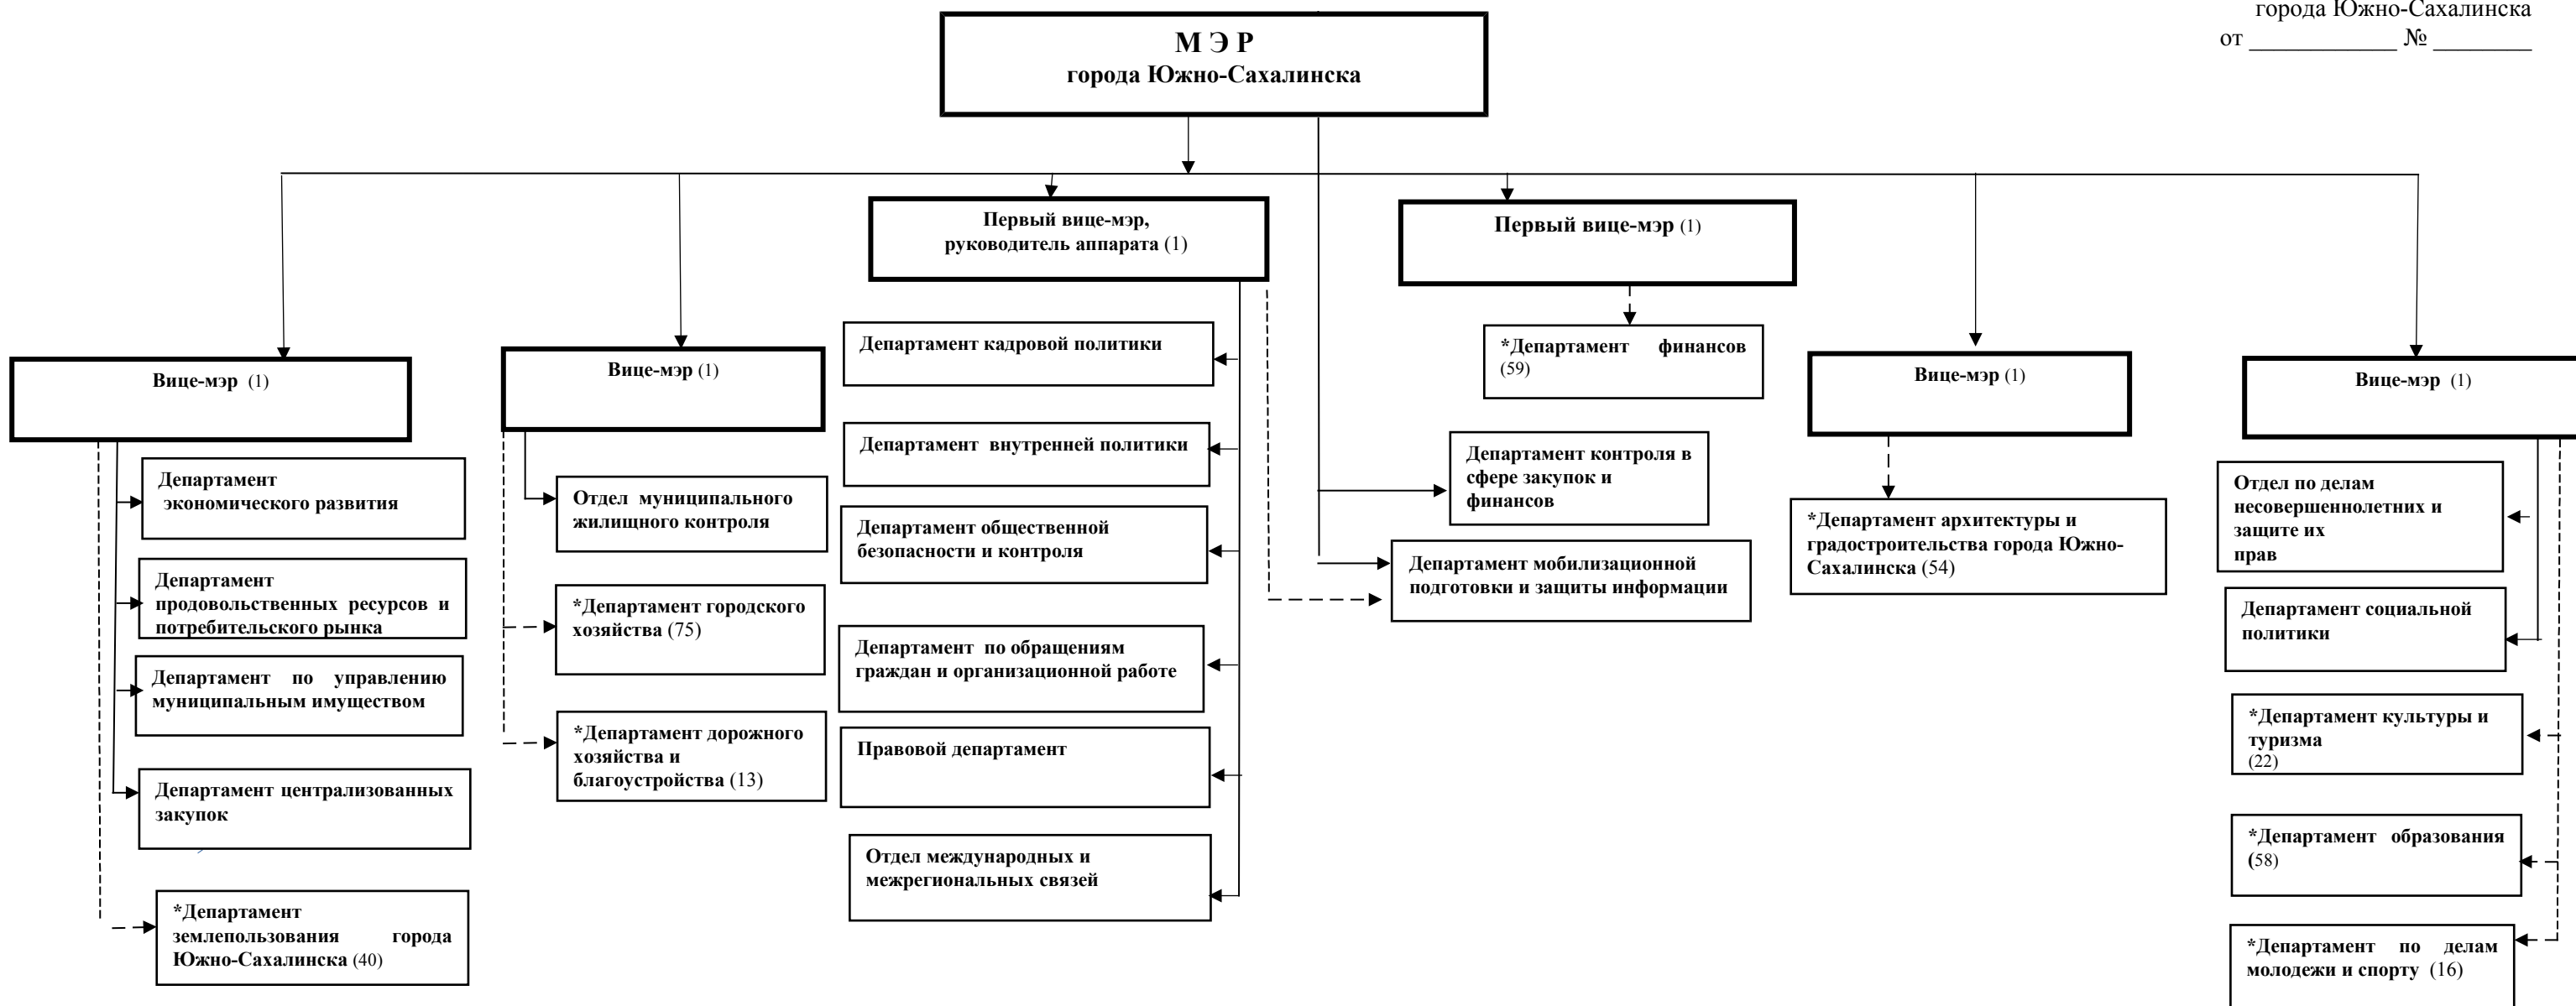 города Южно-Сахалинска
от ____________ № ________
М Э Р
города Южно-Сахалинска
Первый вице-мэр,
руководитель аппарата (1)
Первый вице-мэр (1)
Вице-мэр (1)
Вице-мэр (1)
Вице-мэр (1)
Вице-мэр (1)
Департамент
экономического развития
Департамент
продовольственных ресурсов и
потребительского рынка
Департамент по управлению
муниципальным имуществом
Департамент централизованных
закупок
*Департамент
землепользования города
Южно-Сахалинска (40)
Отдел муниципального
жилищного контроля
*Департамент городского
хозяйства (75)
*Департамент дорожного
хозяйства и
благоустройства (13)
Департамент кадровой политики
Департамент внутренней политики
Департамент общественной
безопасности и контроля
Департамент по обращениям
граждан и организационной работе
Правовой департамент
Отдел международных и
межрегиональных связей
*Департамент финансов
(59)
Департамент контроля в
сфере закупок и
финансов
Департамент мобилизационной
подготовки и защиты информации
*Департамент архитектуры и
градостроительства города Южно-
Сахалинска (54)
Отдел по делам
несовершеннолетних и
защите их
прав
Департамент социальной
политики
*Департамент культуры и
туризма
(22)
*Департамент образования
(58)
*Департамент по делам
молодежи и спорту (16)